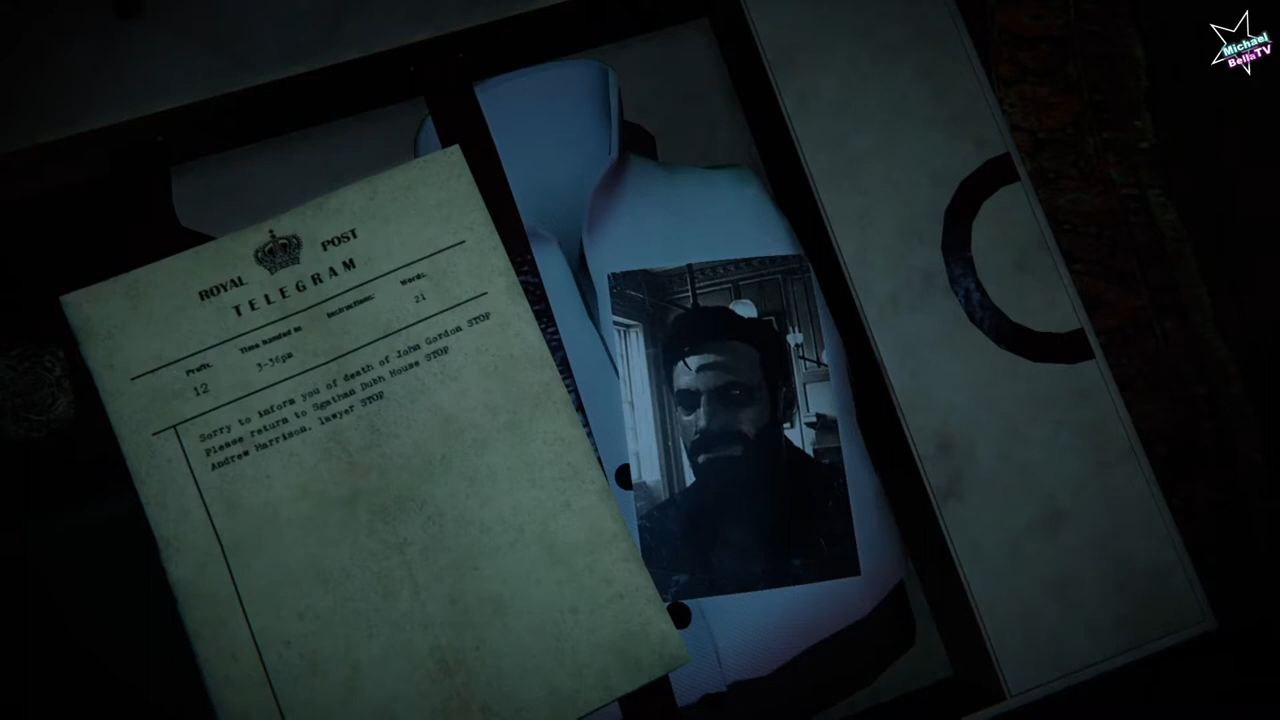 Michael
BellaTV
ROYAL POST
TELEGRAM
Prefix. Time handed in Instructions: Words.
12 3-36pm 21
Sorry to inform you of death of John Gordon STOP
Please return to Sgathan Dubh House STOP
Andrew Harrison, lawyer STOP